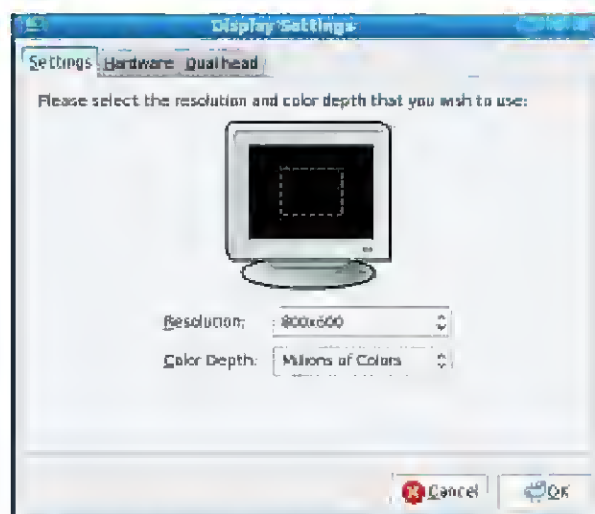 Display Settings
Settings Hardware Dualhead
Please select the resolution and color depth that you wish to use:
Resolution: 800x600
Color Depth: Millions of Colors
Cancel OK